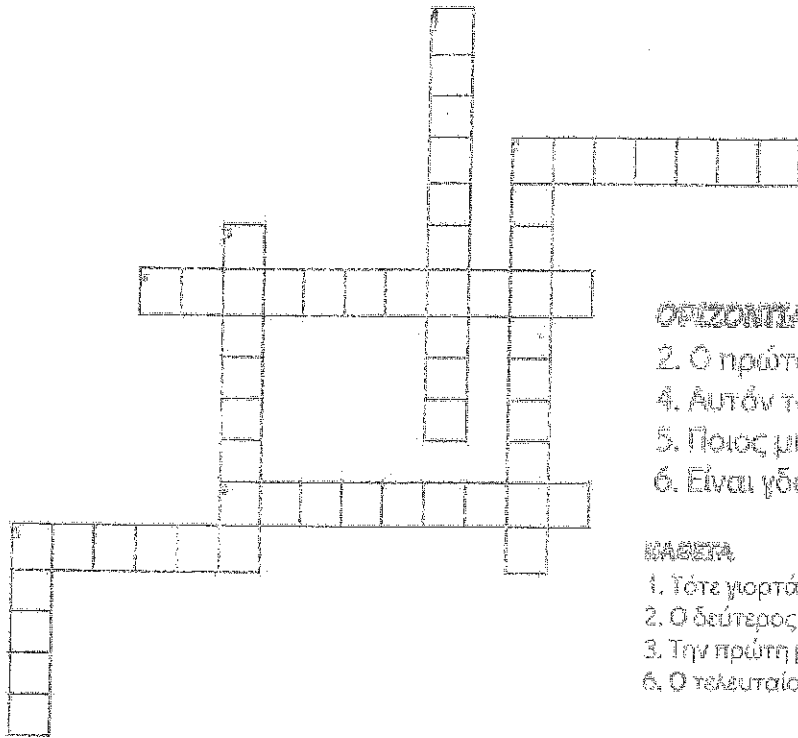 ΟΡΙΖΟΝΤΙΑ
2. Ο πρώτ
4. Αυτόν τ
5. Ποιος μ
6. Είναι γδ
ΚΑΘΕΤΑ
1. Τότε γιορτά
2. Ο δεύτερος
3. Την πρώτη
6. Ο τελευταίο